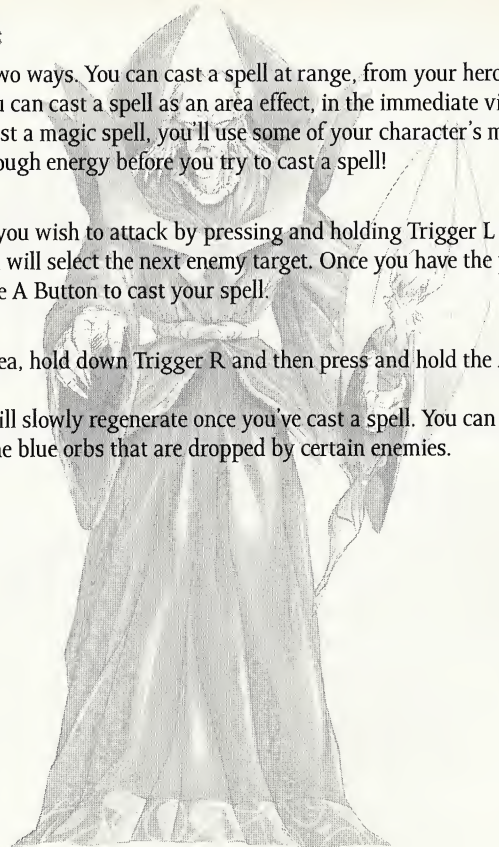 wo ways. You can cast a spell at range, from your hero
u can cast a spell as an area effect, in the immediate vi
st a magic spell, you'll use some of your character's m
ough energy before you try to cast a spell!
you wish to attack by pressing and holding Trigger L
will select the next enemy target. Once you have the
e A Button to cast your spell.
ea, hold down Trigger R and then press and hold the
ill slowly regenerate once you've cast a spell. You can
e blue orbs that are dropped by certain enemies.